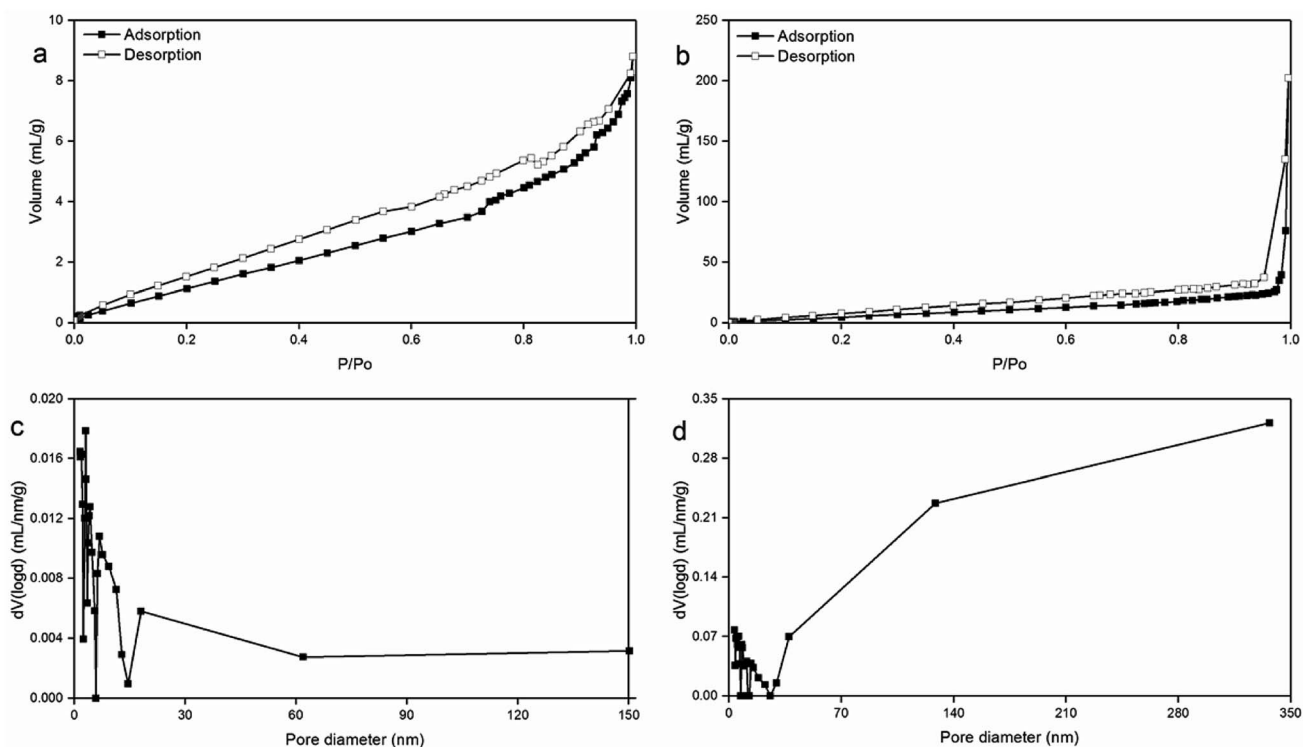 a
Adsorption
Desorption
10
8
6
4
2
0
Volume (mL/g)
0.0 0.2 0.4 0.6 0.8 1.0
P/Po
b
Adsorption
Desorption
250
200
150
100
50
0
Volume (mL/g)
0.0 0.2 0.4 0.6 0.8 1.0
P/Po
c
0.020
0.016
0.012
0.008
0.004
0.000
dV(logd) (mL/nm/g)
0 30 60 90 120 150
Pore diameter (nm)
d
0.35
0.28
0.21
0.14
0.07
0.00
dV(logd) (mL/nm/g)
0 70 140 210 280 350
Pore diameter (nm)